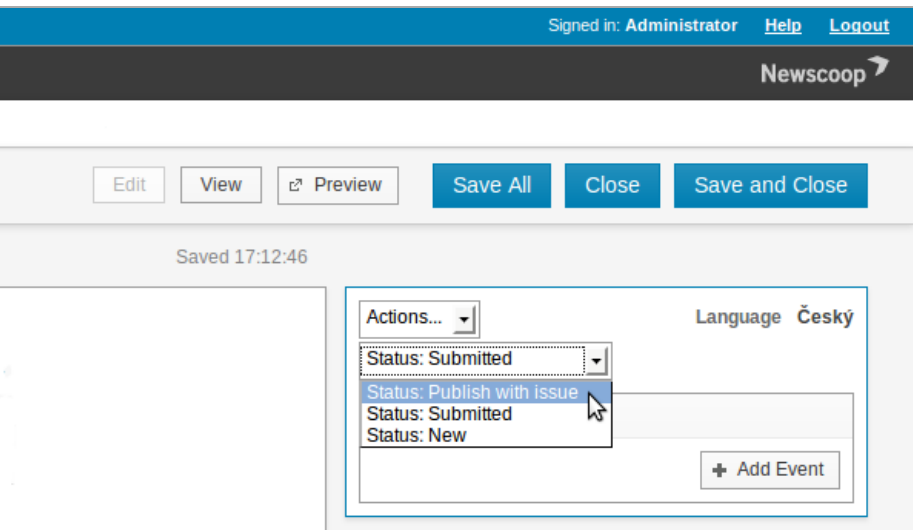 Signed in: Administrator Help Logout
Newscoop
Edit View Preview Save All Close Save and Close
Saved 17:12:46
Actions... Language Český
Status: Submitted
Status: Publish with issue
Status: Submitted
Status: New
+ Add Event